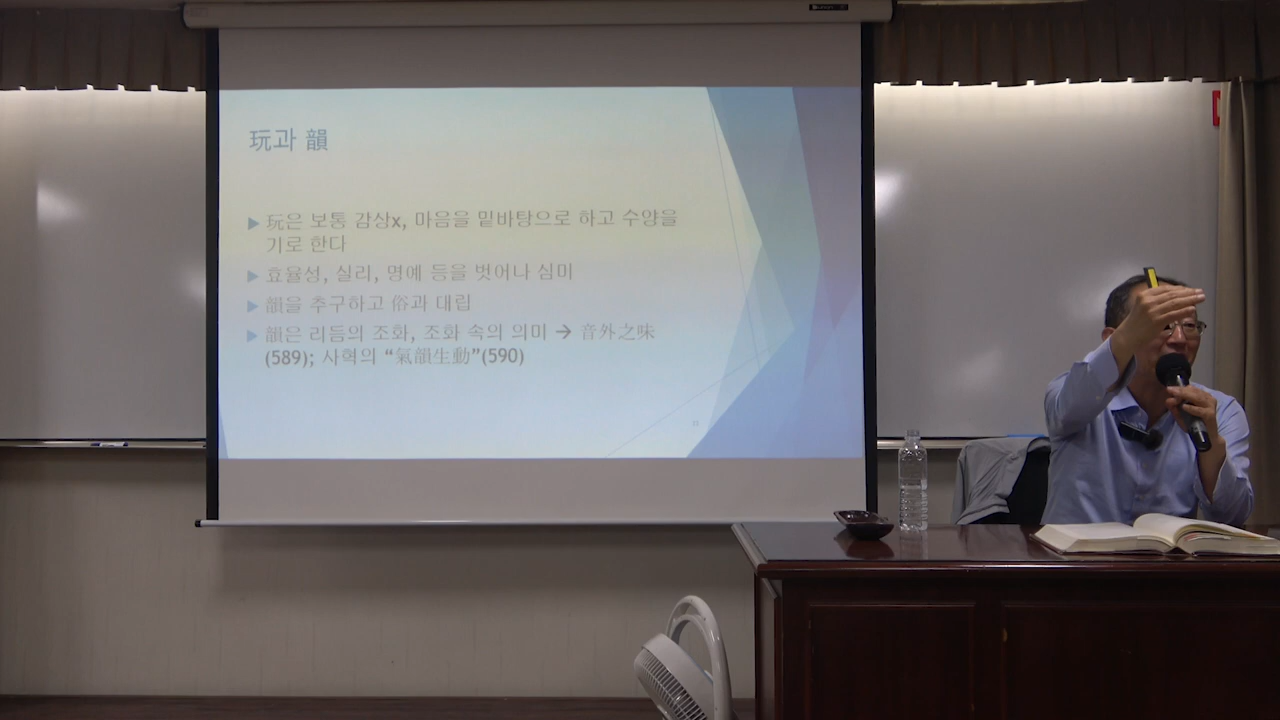 玩과 韻
玩은 보통 감상x, 마음을 밑바탕으로 하고 수양을
기로 한다
효율성, 실리, 명예 등을 벗어나 심미
韻을 추구하고 俗과 대립
韻은 리듬의 조화, 조화 속의 의미 → 音外之味
(589); 사혁의 “氣韻生動”(590)